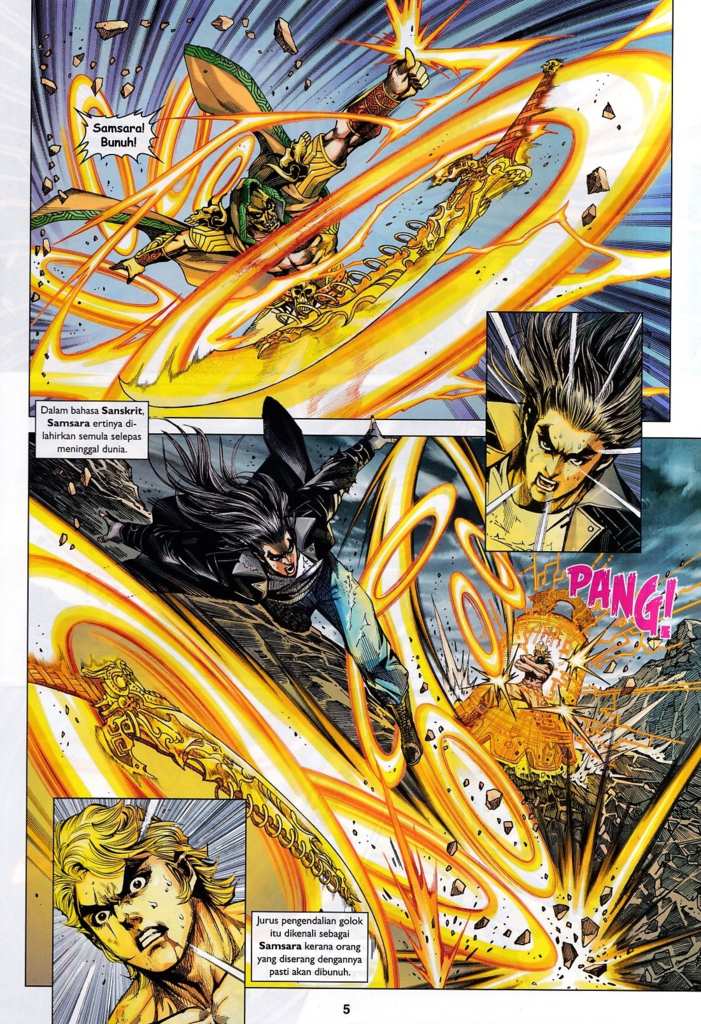 Samsara!
Bunuh!
Dalam bahasa Sanskrit,
Samsara ertinya di-
lahirkan semula selepas
meninggal dunia.
PANG!
Jurus pengendalian golok
itu dikenali sebagai
Samsara kerana orang
yang diserang dengannya
pasti akan dibunuh.
5